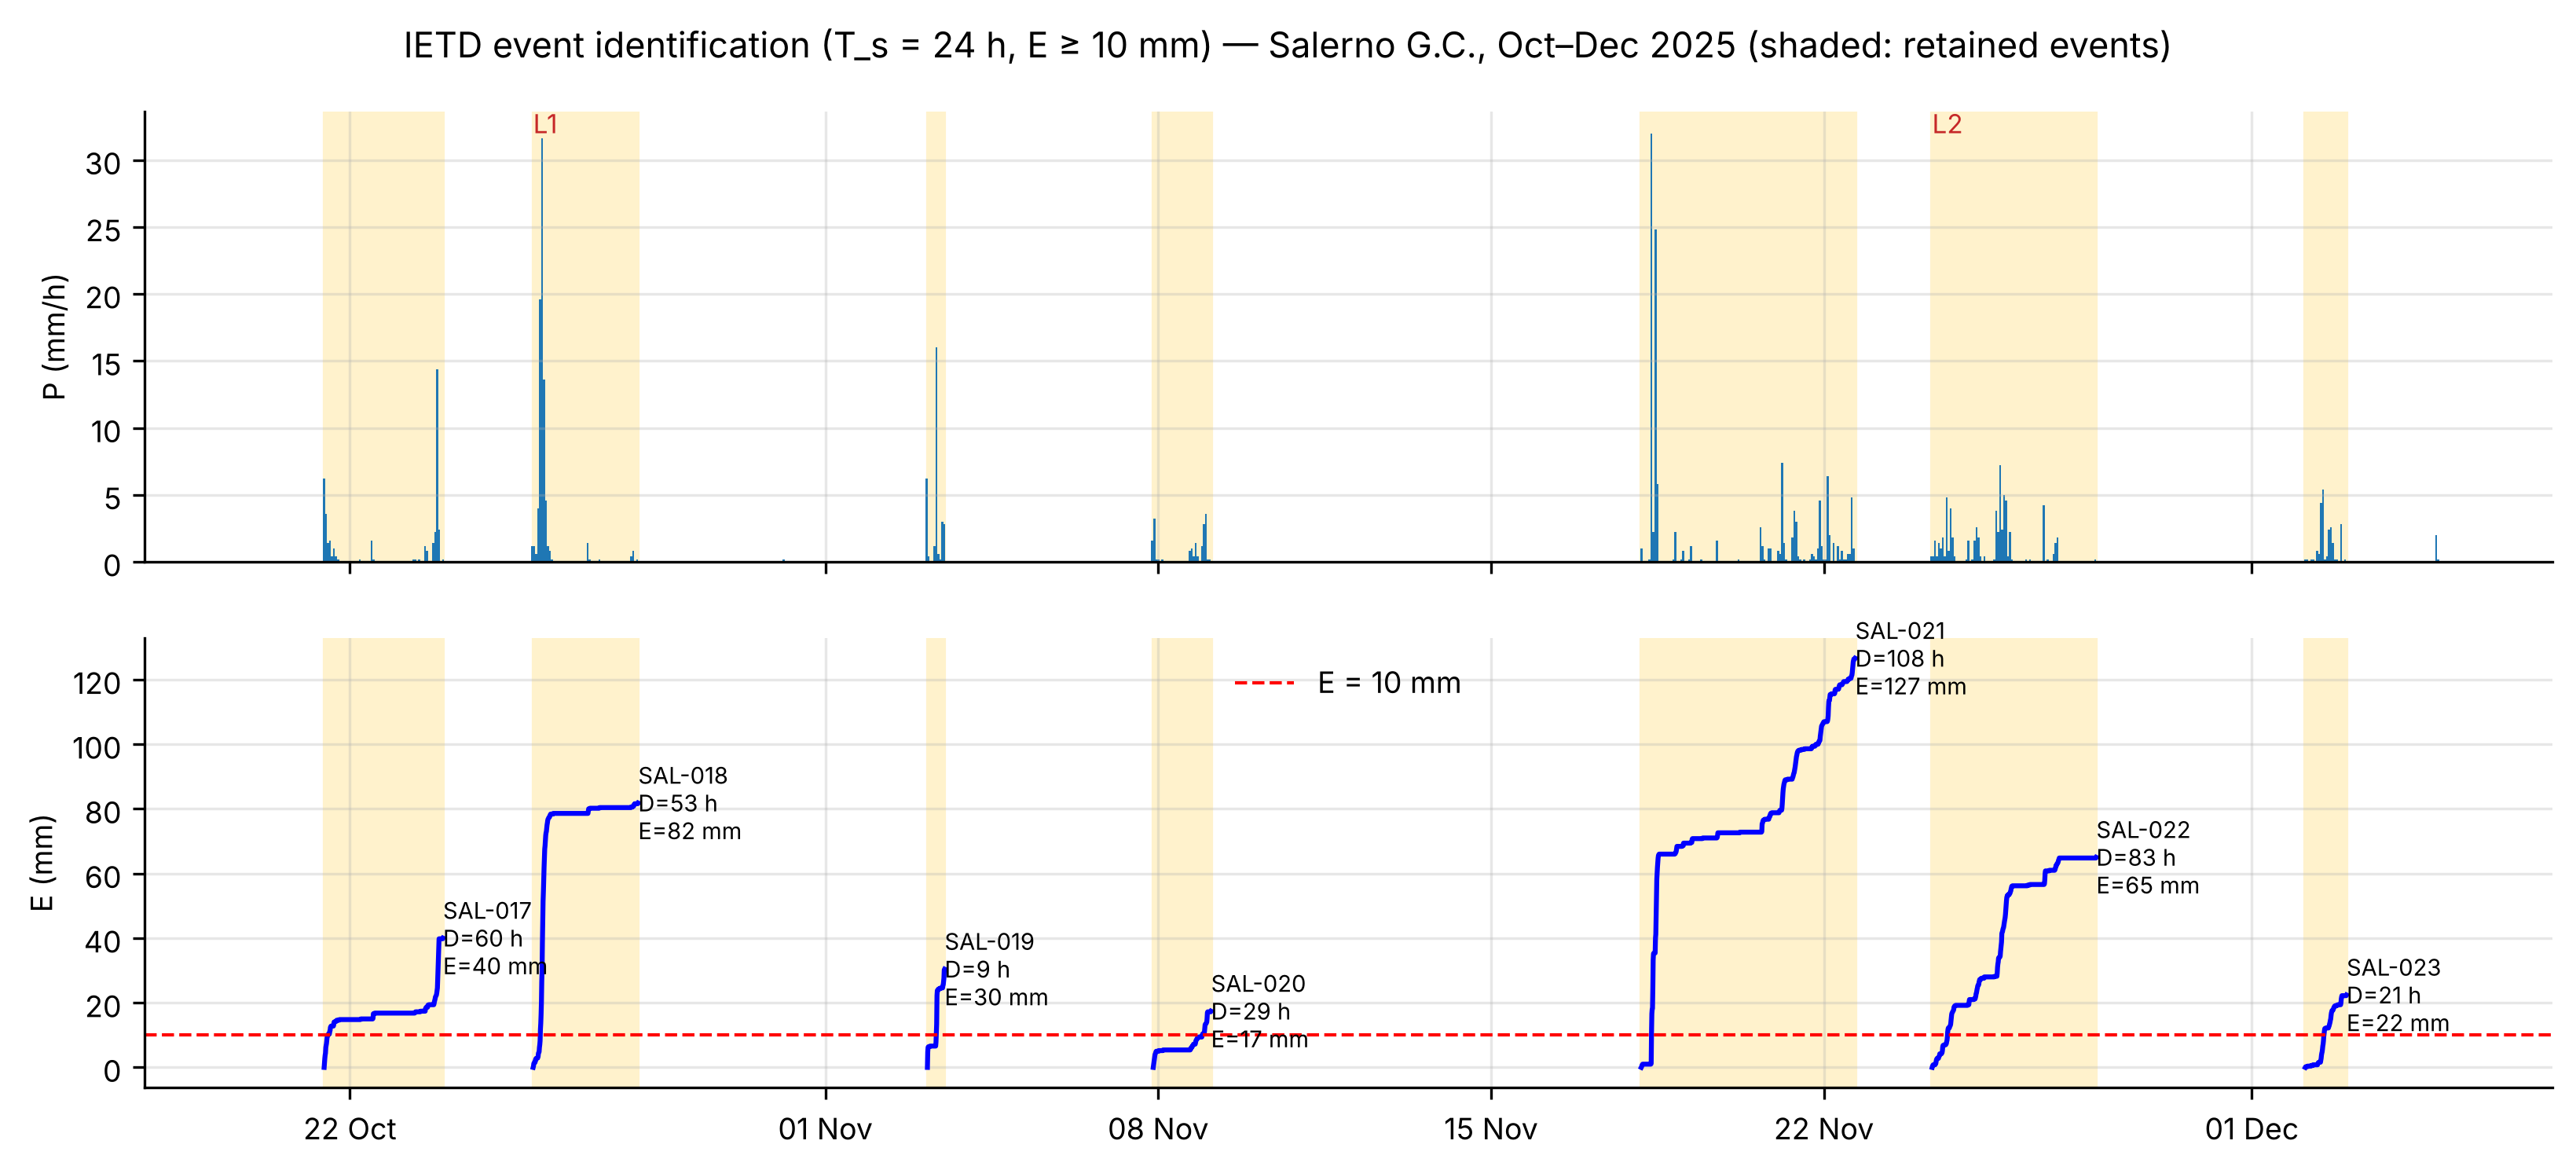 IETD event identification (T_s = 24 h, E ≥ 10 mm) — Salerno G.C., Oct–Dec 2025 (shaded: retained events)
L1
L2
30
25
20
15
10
5
0
P (mm/h)
SAL-021
D=108 h
E=127 mm
E = 10 mm
SAL-018
D=53 h
E=82 mm
SAL-022
D=83 h
E=65 mm
SAL-017
D=60 h
E=40 mm
SAL-019
D=9 h
E=30 mm
SAL-020
D=29 h
E=17 mm
SAL-023
D=21 h
E=22 mm
120
100
80
60
40
20
0
E (mm)
22 Oct
01 Nov
08 Nov
15 Nov
22 Nov
01 Dec